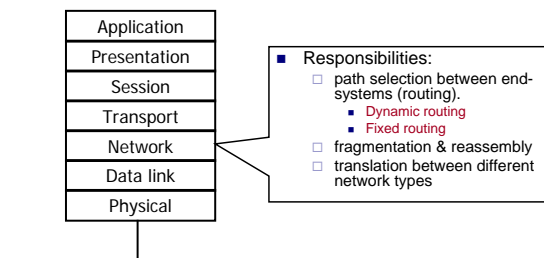 Application
Presentation
Session
Transport
Network
Data link
Physical
Responsibilities:
path selection between end-
systems (routing).
Dynamic routing
Fixed routing
fragmentation & reassembly
translation between different
network types